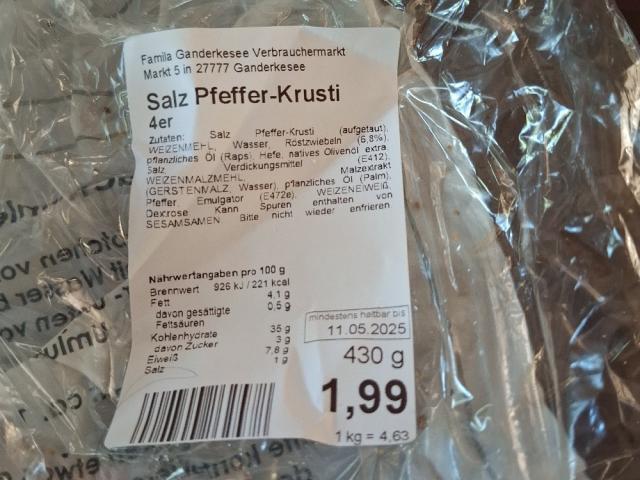 Famila Ganderkesee Verbrauchermarkt
Markt 5 in 27777 Ganderkesee
Salz Pfeffer-Krusti
4er
Zutaten: Salz Pfeffer-Krusti (aufgetaut),
WEIZENMEHL, Wasser, Röstzwiebeln (6,8%),
pflanzliches Öl (Raps), Hefe, natives Olivenöl extra,
Salz, Verdickungsmittel (E412),
WEIZENMALZMEHL, Malzextrakt
(GERSTENMALZ, Wasser), pflanzliches Öl (Palm),
Pfeffer, Emulgator (E472e), WEIZENEIWEIß,
Dextrose. Kann Spuren enthalten von
SESAMSAMEN. Bitte nicht wieder einfrieren
Nährwertangaben pro 100 g
Brennwert 926 kJ / 221 kcal
Fett 4,1 g
davon gesättigte 0,5 g
Fettsäuren
Kohlenhydrate 35 g
davon Zucker 3 g
Eiweiß 7,8 g
Salz 1 g
mindestens haltbar bis
11.05.2025
430 g
1,99
1 kg = 4,63